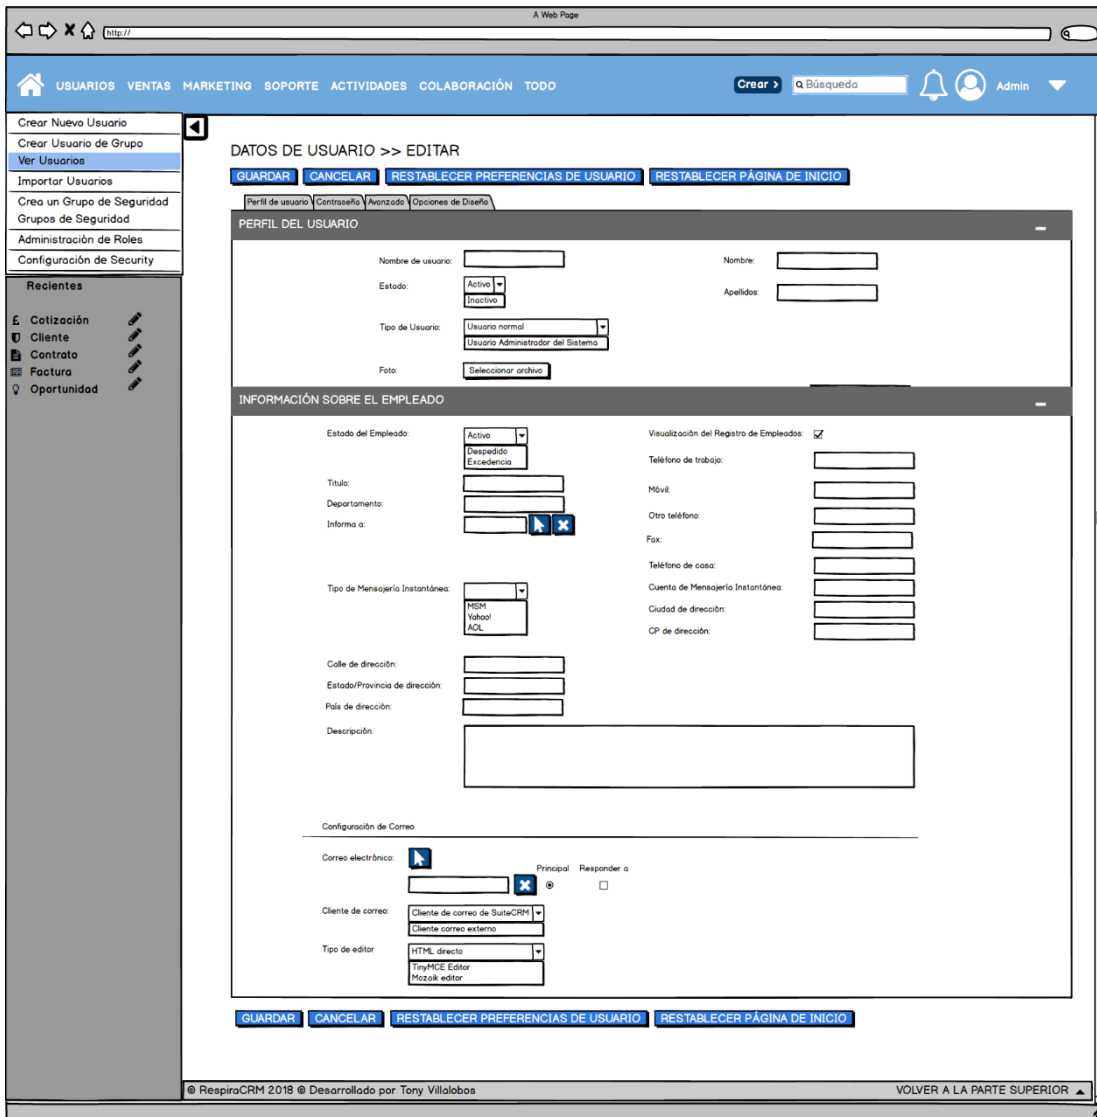 A Web Page
http://
USUARIOS VENTAS MARKETING SOPORTE ACTIVIDADES COLABORACIÓN TODO
Crear > Búsqueda Admin
Crear Nuevo Usuario
Crear Usuario de Grupo
Ver Usuarios
Importar Usuarios
Crea un Grupo de Seguridad
Grupos de Seguridad
Administración de Roles
Configuración de Security
Recientes
£ Cotización
Cliente
Contrato
Factura
Oportunidad
DATOS DE USUARIO >> EDITAR
GUARDAR CANCELAR RESTABLECER PREFERENCIAS DE USUARIO RESTABLECER PÁGINA DE INICIO
Perfil de usuario Contraseña Avanzado Opciones de Diseño
PERFIL DEL USUARIO
Nombre de usuario: Nombre:
Estado: Activo
Inactivo
Apellidos:
Tipo de Usuario: Usuario normal
Usuario Administrador del Sistema
Foto: Seleccionar archivo
INFORMACIÓN SOBRE EL EMPLEADO
Estado del Empleado: Activo Visualización del Registro de Empleados:
Despedido
Excedencia
Teléfono de trabajo:
Titulo:
Móvil:
Departamento:
Otro teléfono:
Informa a:
Fax:
Teléfono de casa:
Tipo de Mensajería Instantánea: Cuenta de Mensajería Instantánea:
MSM
Yahoo!
AOL
Ciudad de dirección:
CP de dirección:
Calle de dirección:
Estado/Provincia de dirección:
País de dirección:
Descripción:
Configuración de Correo
Correo electrónico:
Principal Responder a
Cliente de correo: Cliente de correo de SuiteCRM
Cliente correo externo
Tipo de editor HTML directo
TinyMCE Editor
Mozaik editor
GUARDAR CANCELAR RESTABLECER PREFERENCIAS DE USUARIO RESTABLECER PÁGINA DE INICIO
© RespiraCRM 2018 © Desarrollado por Tony Villalobos VOLVER A LA PARTE SUPERIOR